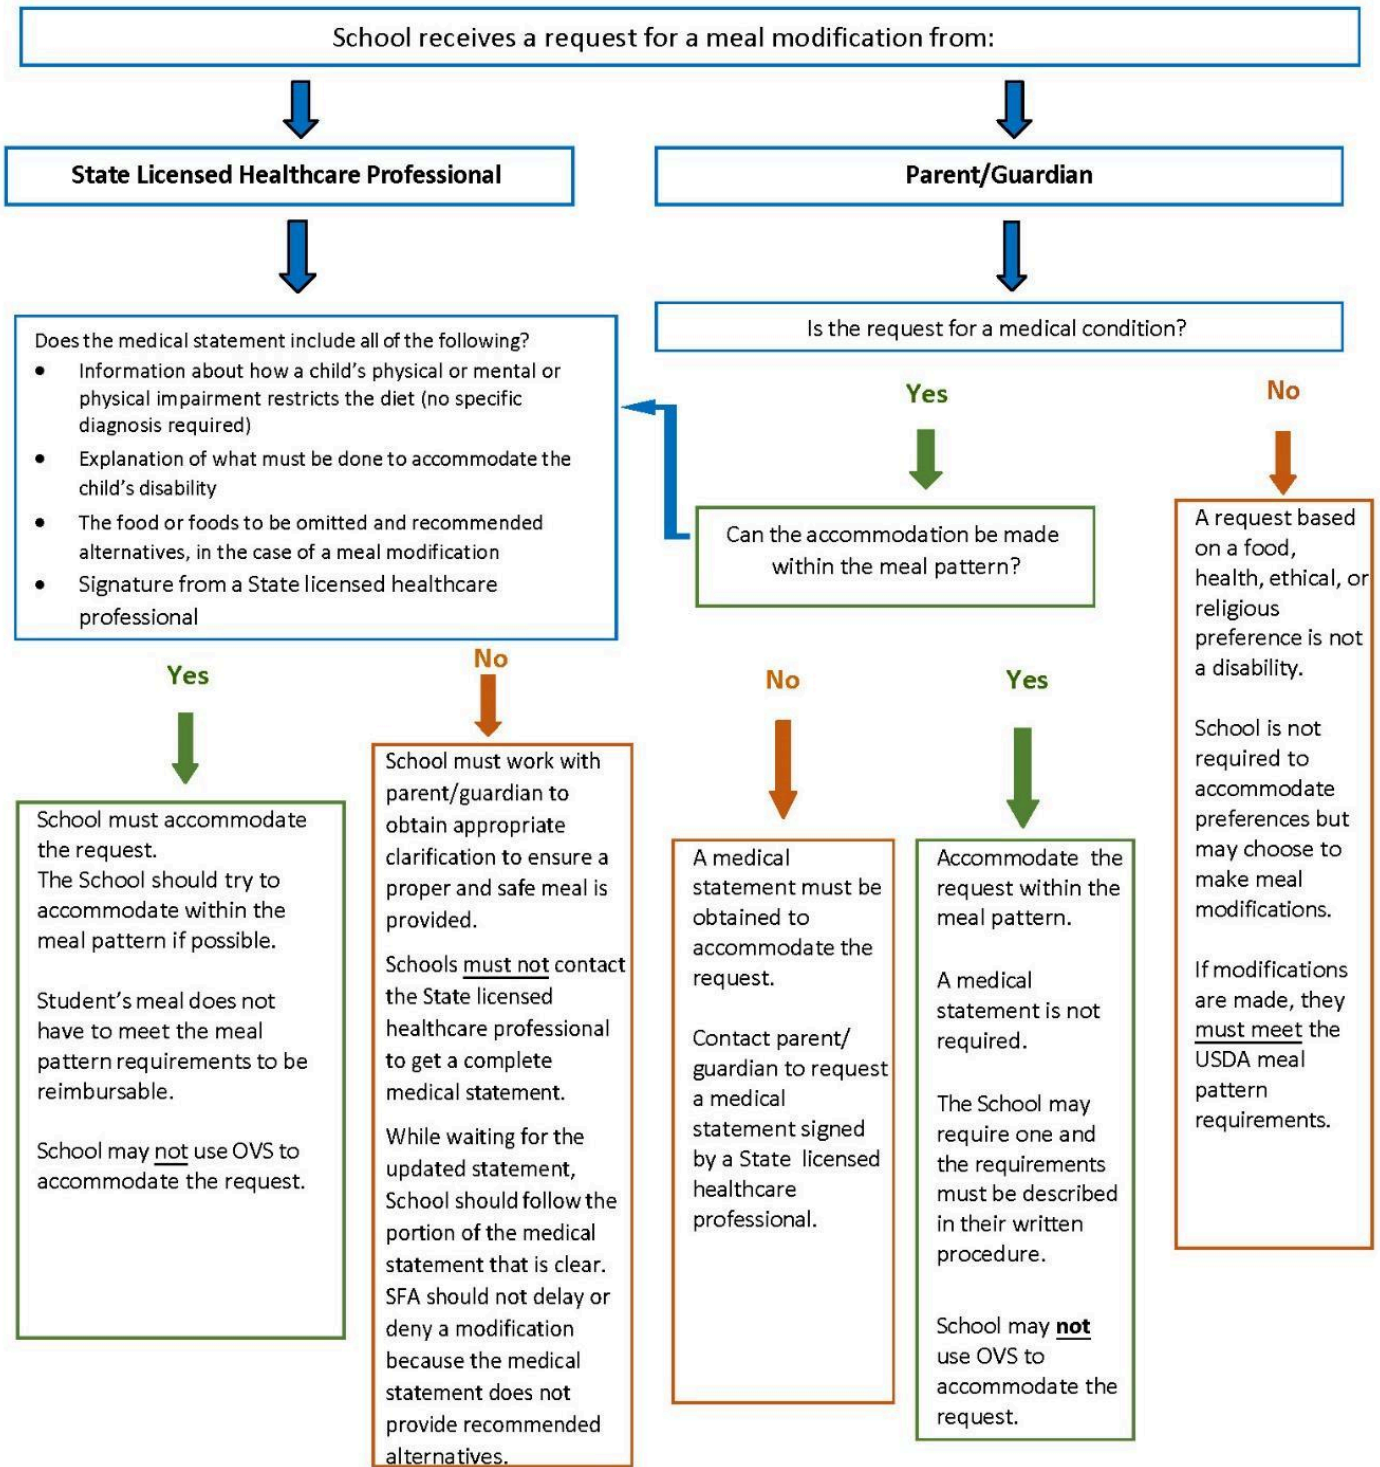 School receives a request for a meal modification from:
State Licensed Healthcare Professional
Parent/Guardian
Does the medical statement include all of the following?
• Information about how a child's physical or mental or
physical impairment restricts the diet (no specific
diagnosis required)
• Explanation of what must be done to accommodate the
child's disability
• The food or foods to be omitted and recommended
alternatives, in the case of a meal modification
• Signature from a State licensed healthcare
professional
Is the request for a medical condition?
Yes
No
Can the accommodation be made
within the meal pattern?
A request based
on a food,
health, ethical, or
religious
preference is not
a disability.
School is not
required to
accommodate
preferences but
may choose to
make meal
modifications.
If modifications
are made, they
must meet the
USDA meal
pattern
requirements.
Yes
No
No
Yes
School must accommodate
the request.
The School should try to
accommodate within the
meal pattern if possible.
Student's meal does not
have to meet the meal
pattern requirements to be
reimbursable.
School may not use OVS to
accommodate the request.
School must work with
parent/guardian to
obtain appropriate
clarification to ensure a
proper and safe meal is
provided.
Schools must not contact
the State licensed
healthcare professional
to get a complete
medical statement.
While waiting for the
updated statement,
School should follow the
portion of the medical
statement that is clear.
SFA should not delay or
deny a modification
because the medical
statement does not
provide recommended
alternatives.
A medical
statement must be
obtained to
accommodate the
request.
Contact parent/
guardian to request
a medical
statement signed
by a State licensed
healthcare
professional.
Accommodate the
request within the
meal pattern.
A medical
statement is not
required.
The School may
require one and
the requirements
must be described
in their written
procedure.
School may not
use OVS to
accommodate the
request.